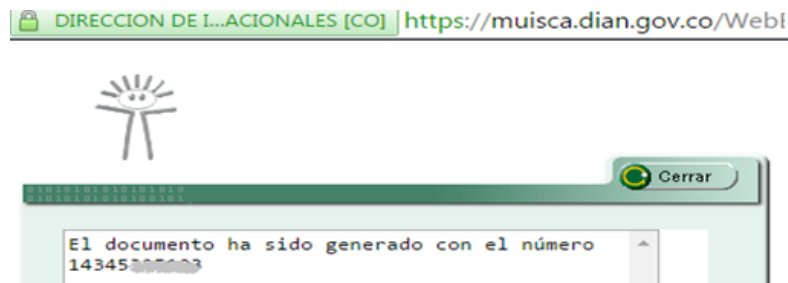 DIRECCION DE I...ACIONALES [CO] https://muisca.dian.gov.co/WebE
Cerrar
El documento ha sido generado con el número
14345